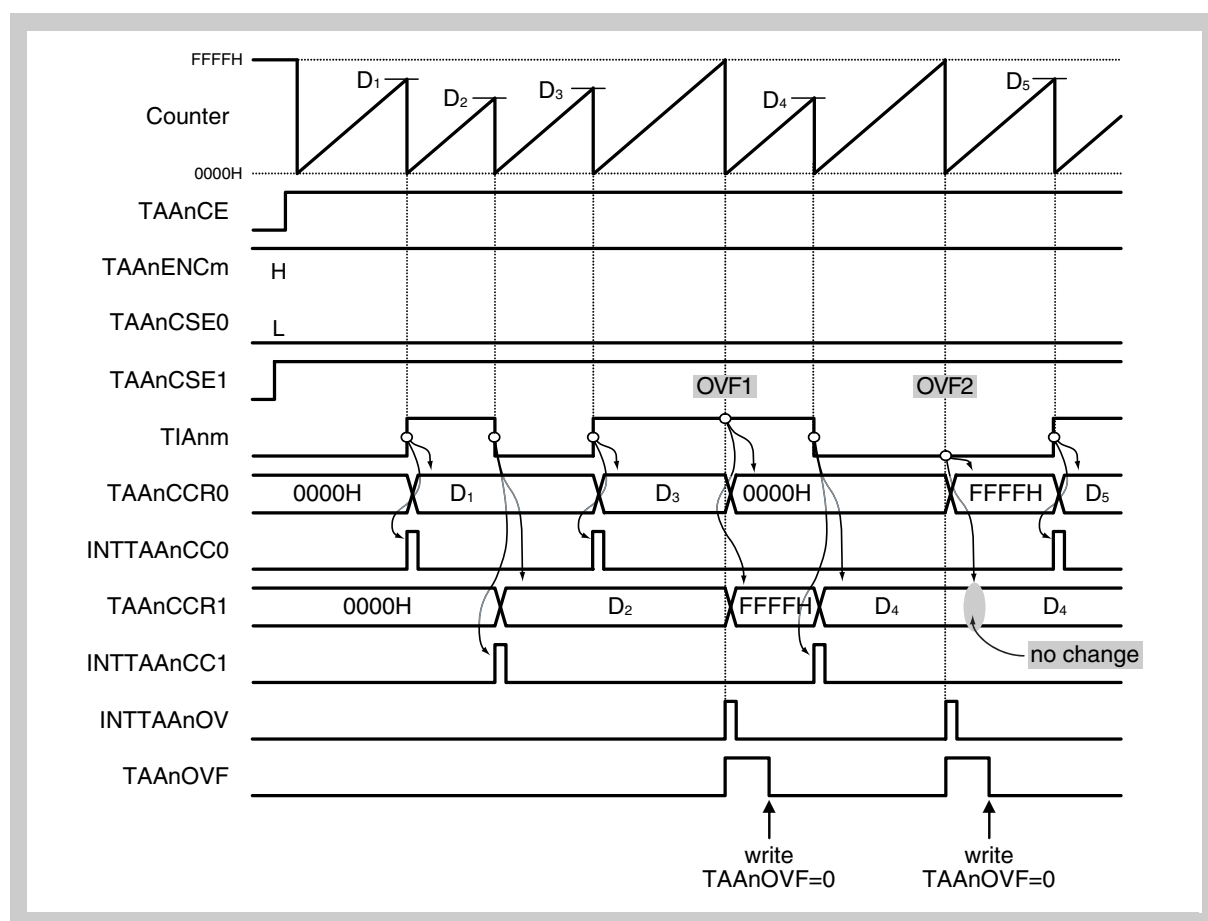 FFFFH
Counter
0000H
D1
D2
D3
D4
D5
TAAnCE
TAAnENCm
H
TAAnCSE0
L
TAAnCSE1
OVF1
OVF2
TIAnm
TAAnCCR0
0000H
D1
D3
0000H
FFFFH
D5
INTTAAnCC0
TAAnCCR1
0000H
D2
FFFFH
D4
D4
INTTAAnCC1
no change
INTTAAnOV
TAAnOVF
write
TAAnOVF=0
write
TAAnOVF=0